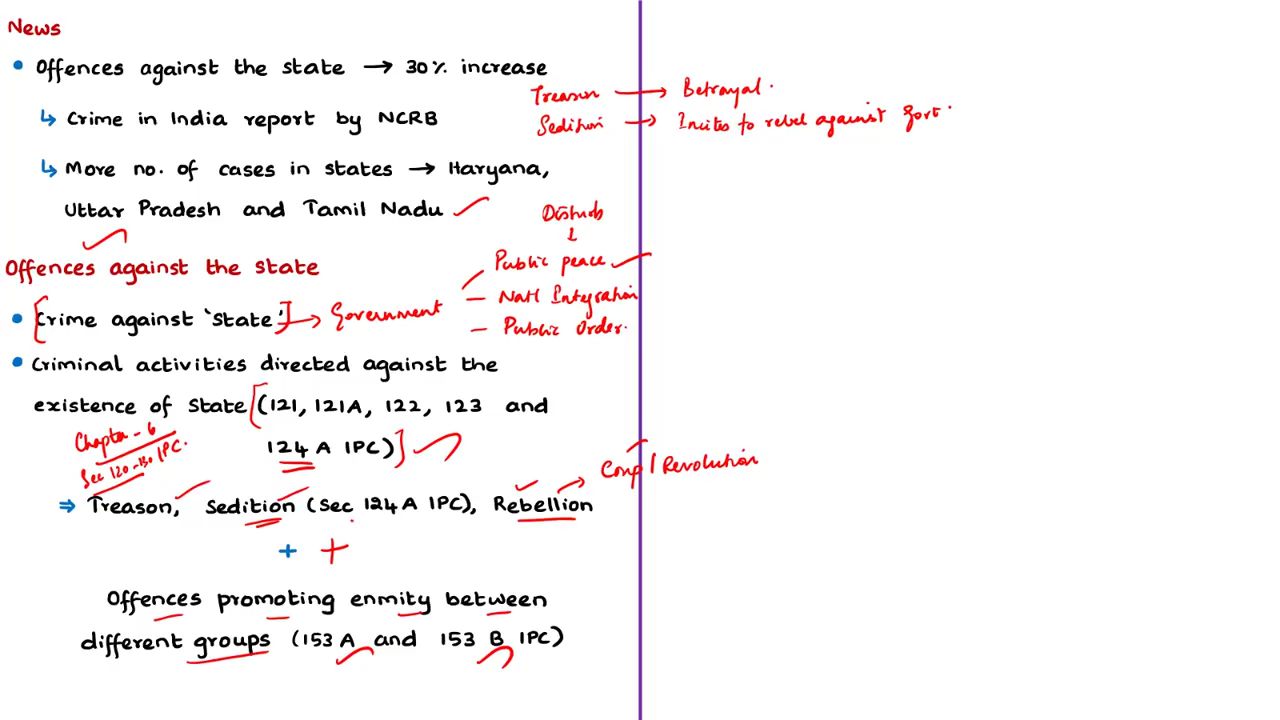 News
• Offences against the state → 30% increase
Treason → Betrayal.
↳ Crime in India report by NCRB
Sedition → Incites to rebel against Govt.
↳ More no. of cases in states → Haryana,
Uttar Pradesh and Tamil Nadu
Disturb
↓
Public peace
Offences against the state
– Natl Integration
• [Crime against 'State'] → Government
– Public Order.
• Criminal activities directed against the
existence of State (121, 121A, 122, 123 and
124 A IPC)
Chapter - 6
Sec 120-130 IPC.
Coup / Revolution
⇒ Treason, Sedition (Sec 124 A IPC), Rebellion →
+ +
Offences promoting enmity between
different groups (153 A and 153 B IPC)